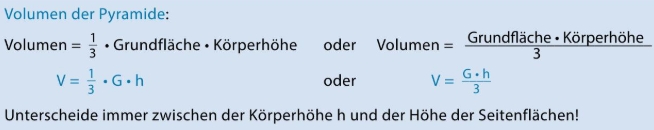 Volumen der Pyramide:
Volumen = 1/3 • Grundfläche • Körperhöhe oder Volumen = Grundfläche • Körperhöhe / 3
V = 1/3 • G • h oder V = G • h / 3
Unterscheide immer zwischen der Körperhöhe h und der Höhe der Seitenflächen!